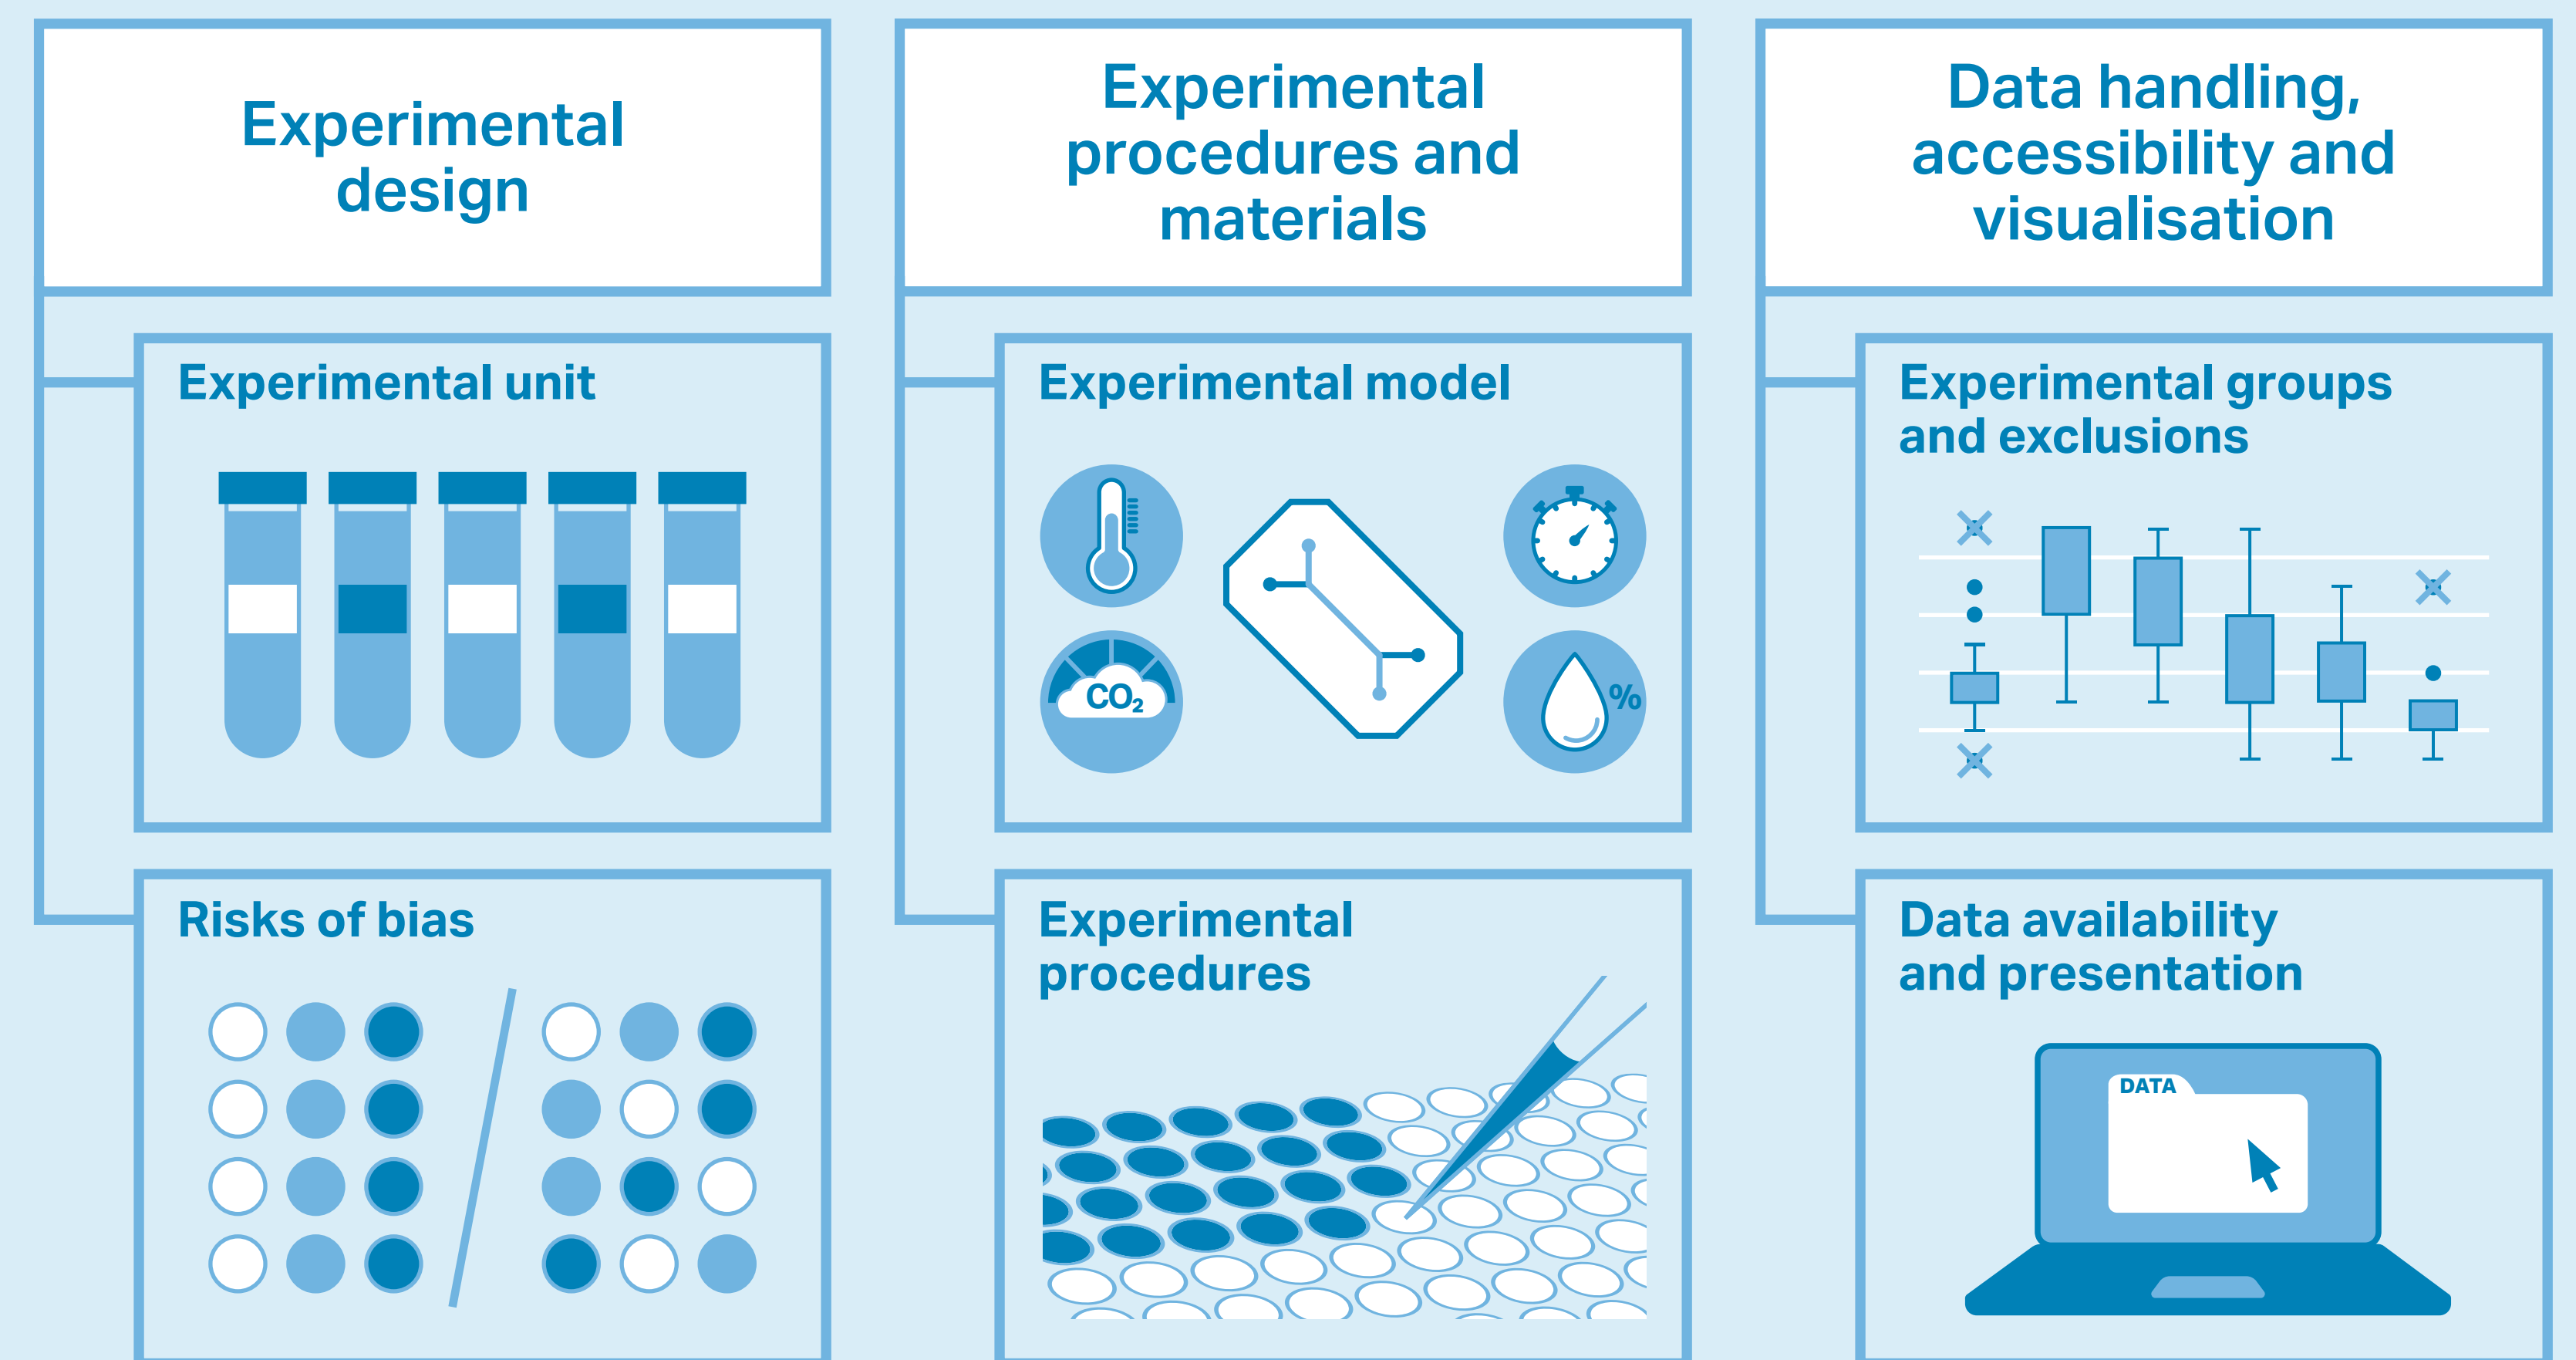 Experimental
design
Experimental unit
Risks of bias
Experimental
procedures and
materials
Experimental model
CO₂
%
Experimental
procedures
Data handling,
accessibility and
visualisation
Experimental groups
and exclusions
Data availability
and presentation
DATA